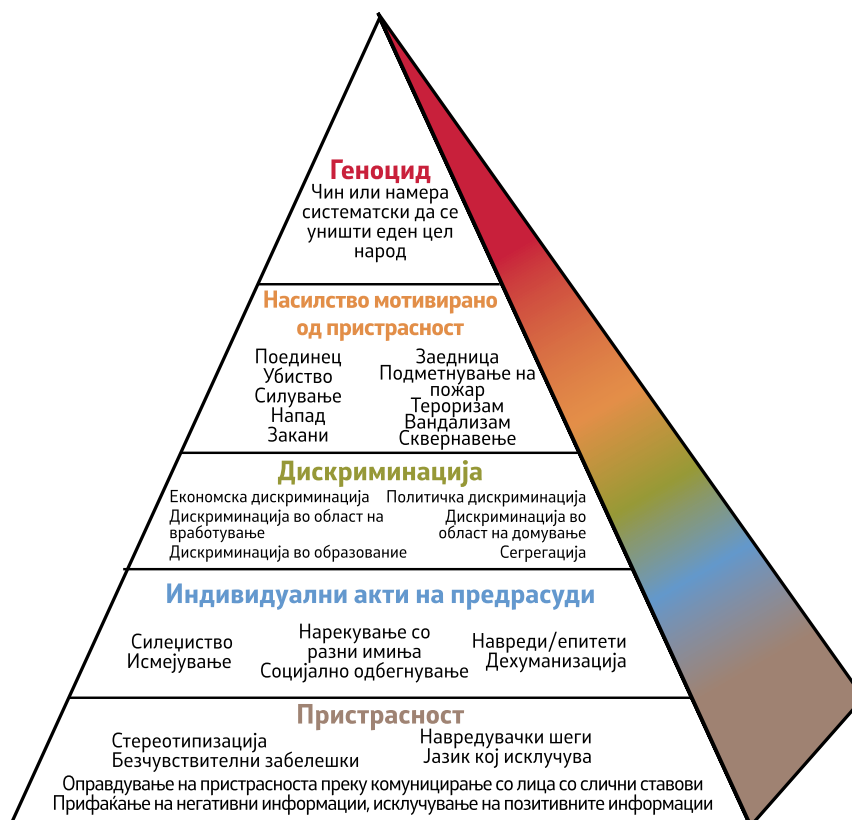 Геноцид
Чин или намера
систематски да се
уништи еден цел
народ
Насилство мотивирано
од пристрасност
Поединец
Убиство
Силување
Напад
Закани
Заедница
Подметнување на
пожар
Тероризам
Вандализам
Сквернавење
Дискриминација
Економска дискриминација
Дискриминација во област на
вработување
Дискриминација во образование
Политичка дискриминација
Дискриминација во
област на домување
Сегрегација
Индивидуални акти на предрасуди
Силеџиство
Исмејување
Нарекување со
разни имиња
Социјално одбегнување
Навреди/епитети
Дехуманизација
Пристрасност
Стереотипизација
Безчувствителни забелешки
Навредувачки шеги
Јазик кој исклучува
Оправдување на пристрасноста преку комуницирање со лица со слични ставови
Прифаќање на негативни информации, исклучување на позитивните информации